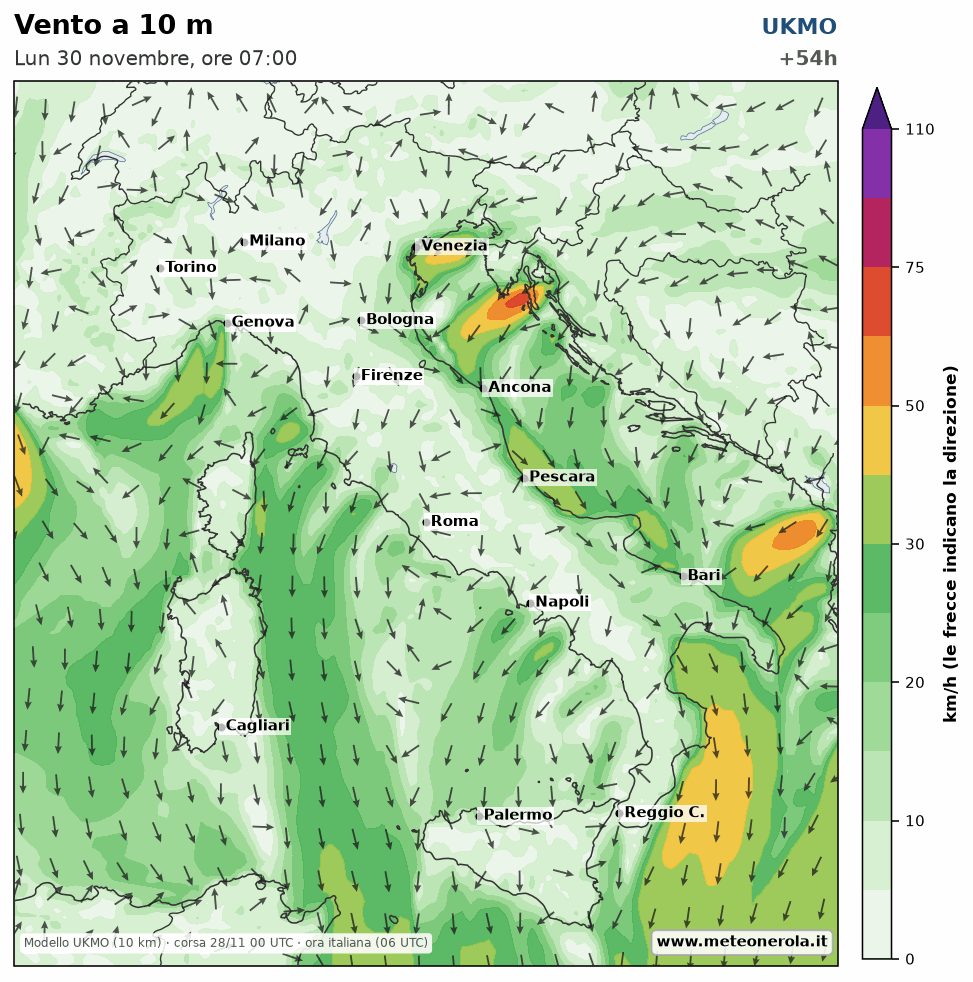 Vento a 10 m
UKMO
Lun 30 novembre, ore 07:00
+54h
Venezia
Milano
Torino
Genova
Bologna
Firenze
Ancona
Pescara
Roma
Bari
Napoli
Cagliari
Palermo
Reggio C.
Modello UKMO (10 km) · corsa 28/11 00 UTC · ora italiana (06 UTC)
www.meteonerola.it
110
75
50
30
20
10
0
km/h (le frecce indicano la direzione)